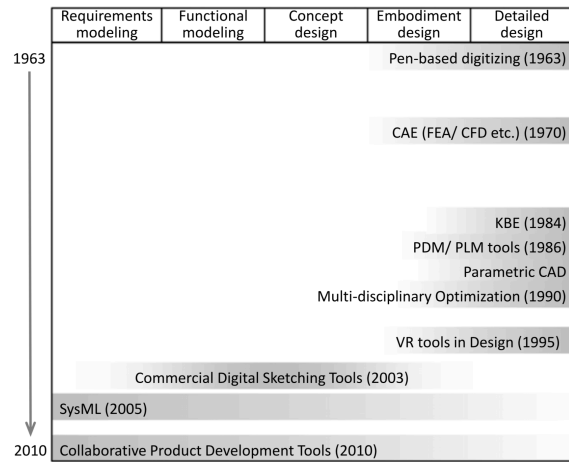 Requirements modeling
Functional modeling
Concept design
Embodiment design
Detailed design
1963
Pen-based digitizing (1963)
CAE (FEA/ CFD etc.) (1970)
KBE (1984)
PDM/ PLM tools (1986)
Parametric CAD
Multi-disciplinary Optimization (1990)
VR tools in Design (1995)
Commercial Digital Sketching Tools (2003)
SysML (2005)
2010
Collaborative Product Development Tools (2010)